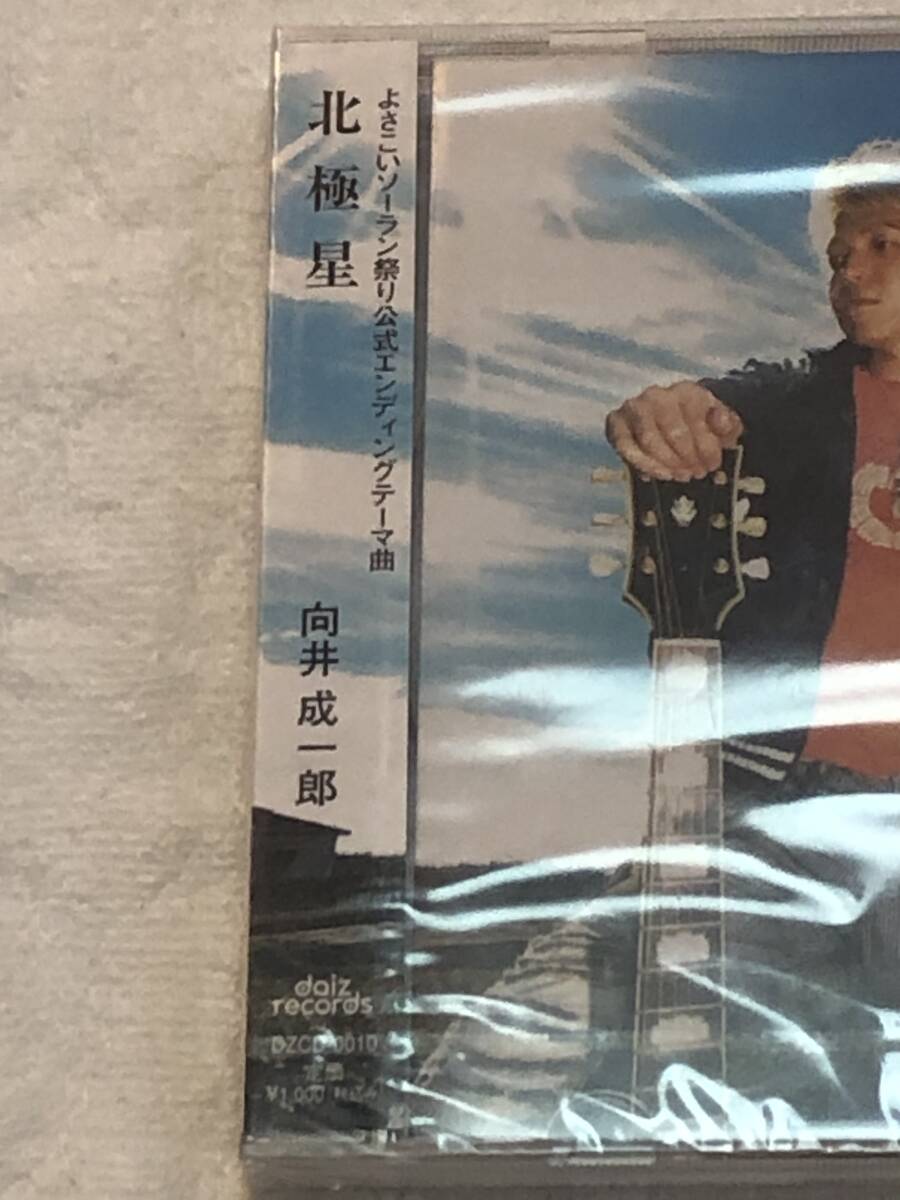 よさこいソーラン祭り公式エンディングテーマ曲
北極星
向井成一郎
daiz
records
DZCD-0010
定価
¥1,000